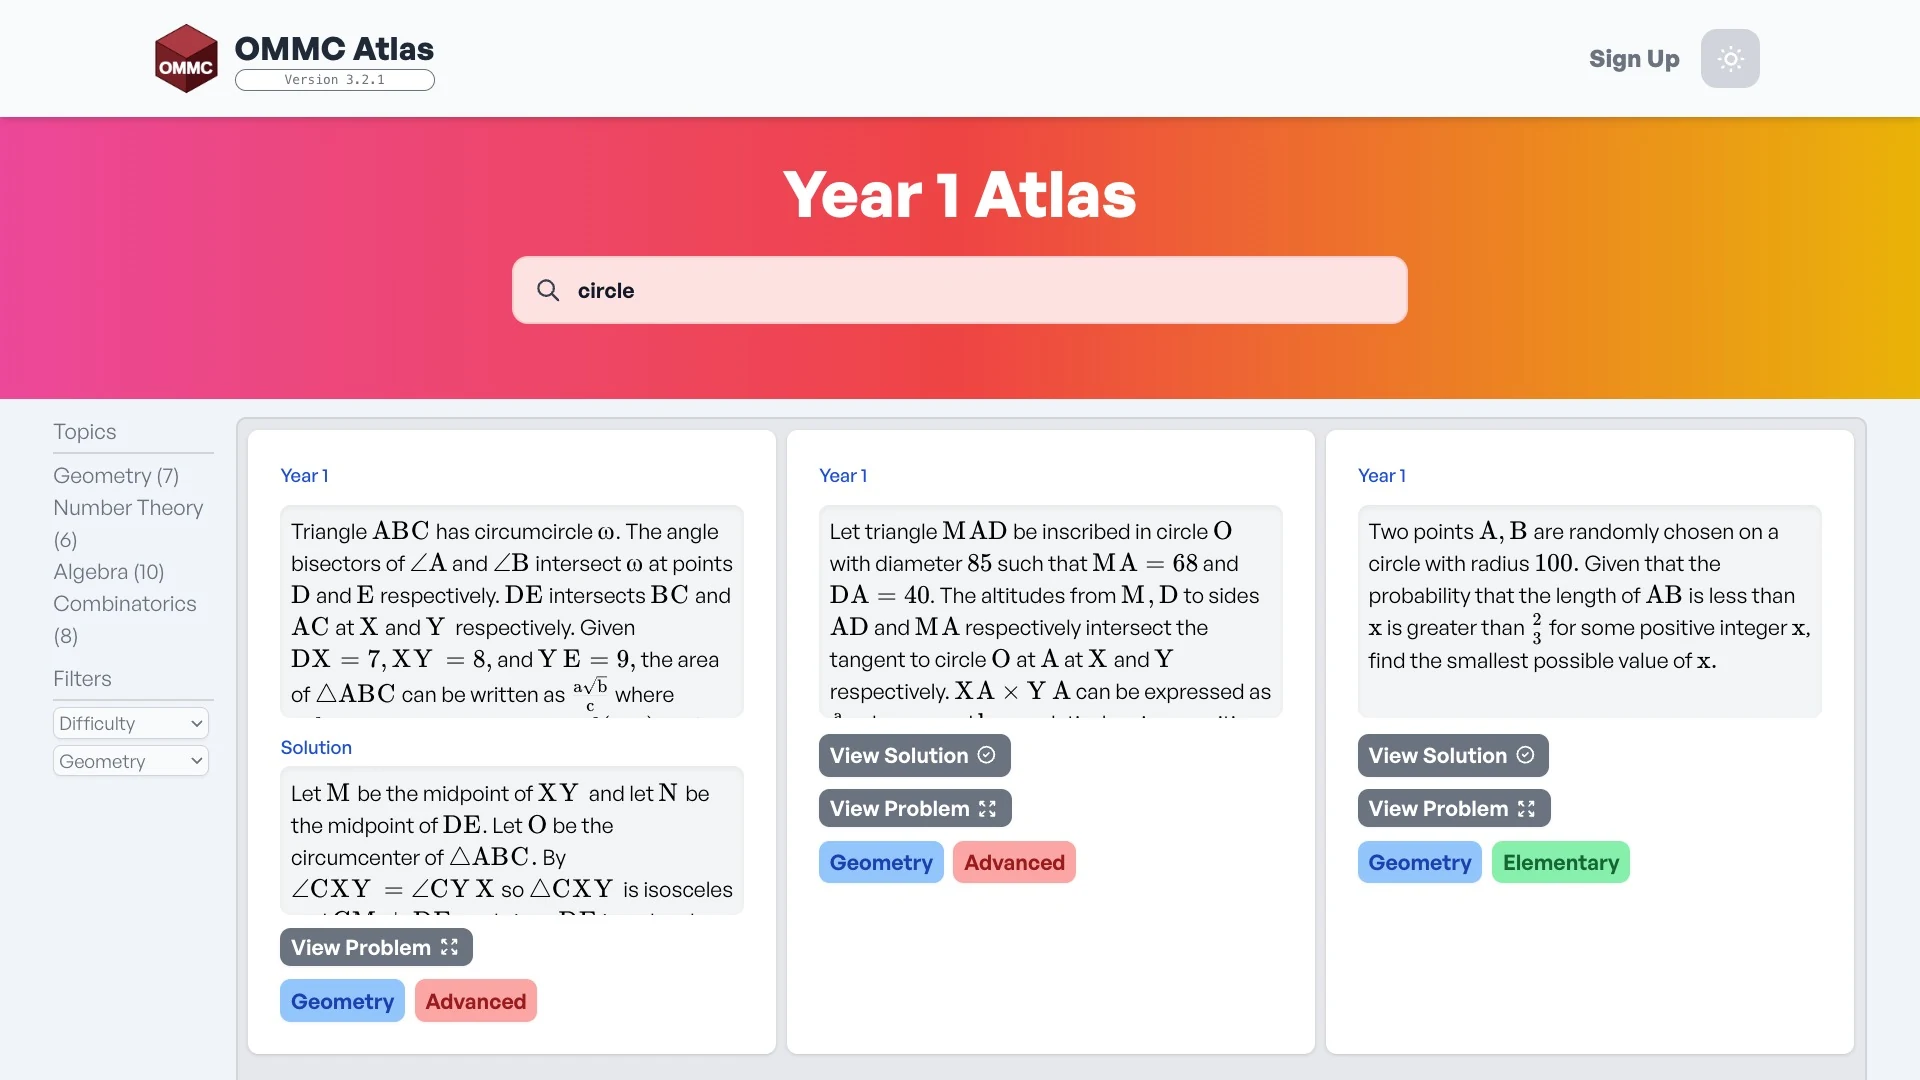 OMMC
OMMC Atlas
Version 3.2.1
Sign Up
Year 1 Atlas
circle
Topics
Geometry (7)
Number Theory
(6)
Algebra (10)
Combinatorics
(8)
Filters
Difficulty
Geometry
Year 1
Triangle ABC has circumcircle ω. The angle
bisectors of ∠A and ∠B intersect ω at points
D and E respectively. DE intersects BC and
AC at X and Y respectively. Given
DX = 7, XY = 8, and YE = 9, the area
of △ABC can be written as a√b/c where
Solution
Let M be the midpoint of XY and let N be
the midpoint of DE. Let O be the
circumcenter of △ABC. By
∠CXY = ∠CYX so △CXY is isosceles
View Problem
Geometry
Advanced
Year 1
Let triangle MAD be inscribed in circle O
with diameter 85 such that MA = 68 and
DA = 40. The altitudes from M, D to sides
AD and MA respectively intersect the
tangent to circle O at A at X and Y
respectively. XA × YA can be expressed as
View Solution
View Problem
Geometry
Advanced
Year 1
Two points A, B are randomly chosen on a
circle with radius 100. Given that the
probability that the length of AB is less than
x is greater than 2/3 for some positive integer x,
find the smallest possible value of x.
View Solution
View Problem
Geometry
Elementary